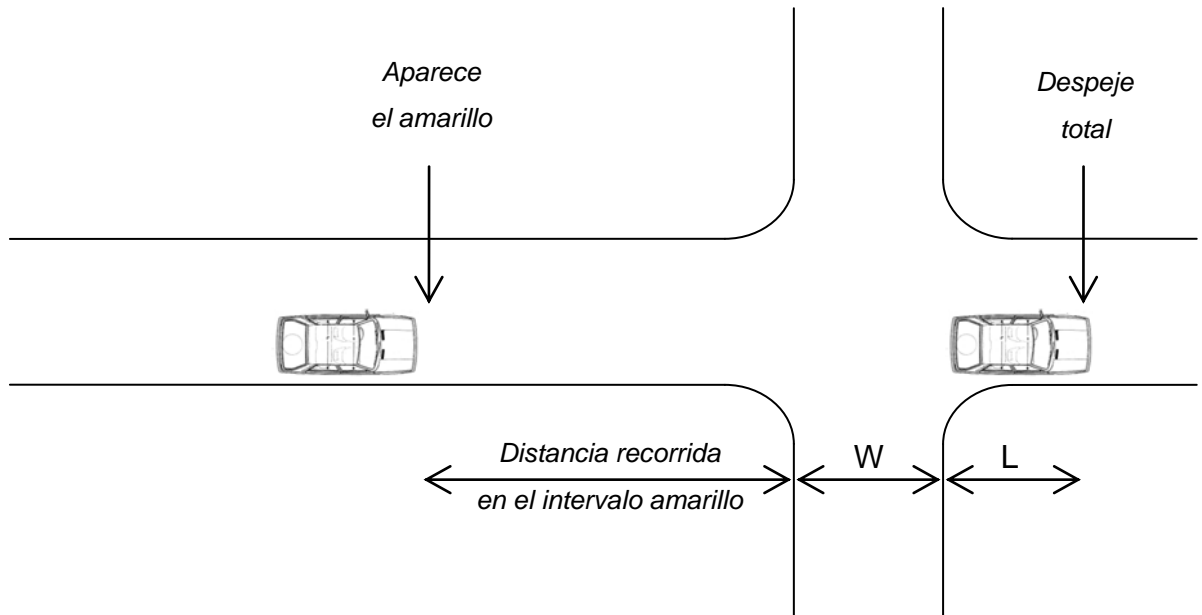 Aparece
el amarillo
Despeje
total
Distancia recorrida
en el intervalo amarillo
W
L